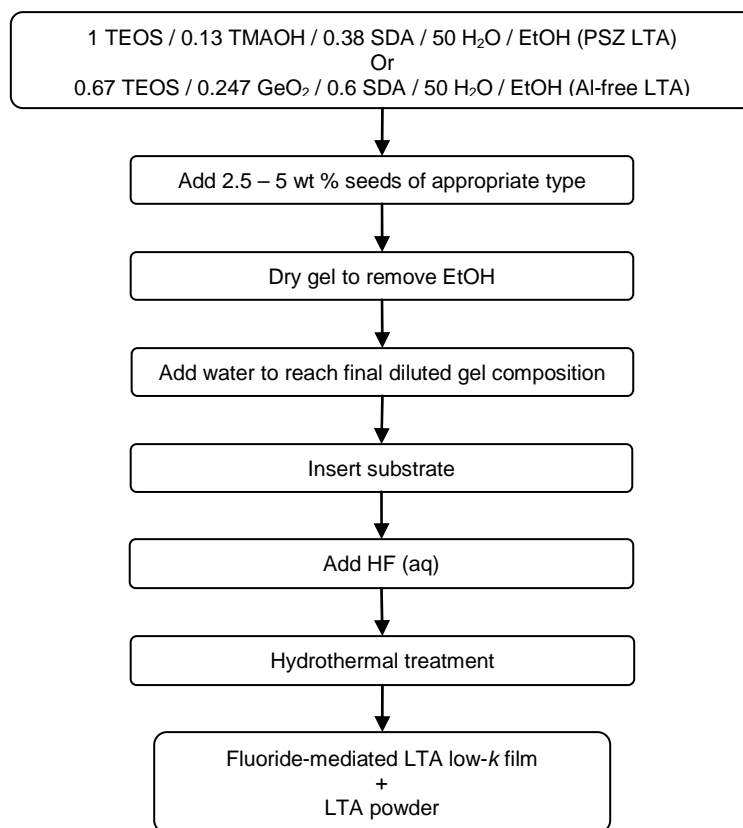 1 TEOS / 0.13 TMAOH / 0.38 SDA / 50 H₂O / EtOH (PSZ LTA)
Or
0.67 TEOS / 0.247 GeO₂ / 0.6 SDA / 50 H₂O / EtOH (Al-free LTA)
Add 2.5 – 5 wt % seeds of appropriate type
Dry gel to remove EtOH
Add water to reach final diluted gel composition
Insert substrate
Add HF (aq)
Hydrothermal treatment
Fluoride-mediated LTA low-k film
+
LTA powder